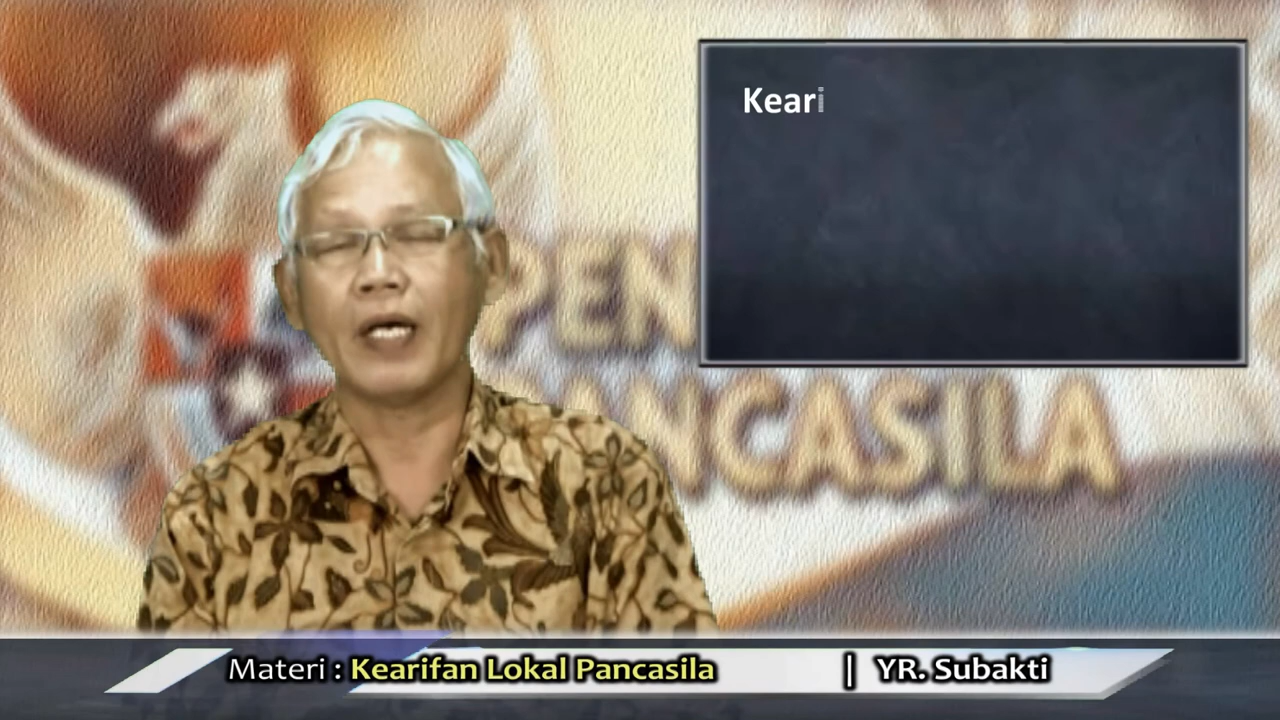 Keari
PEN
PANCASILA
Materi : Kearifan Lokal Pancasila | YR. Subakti